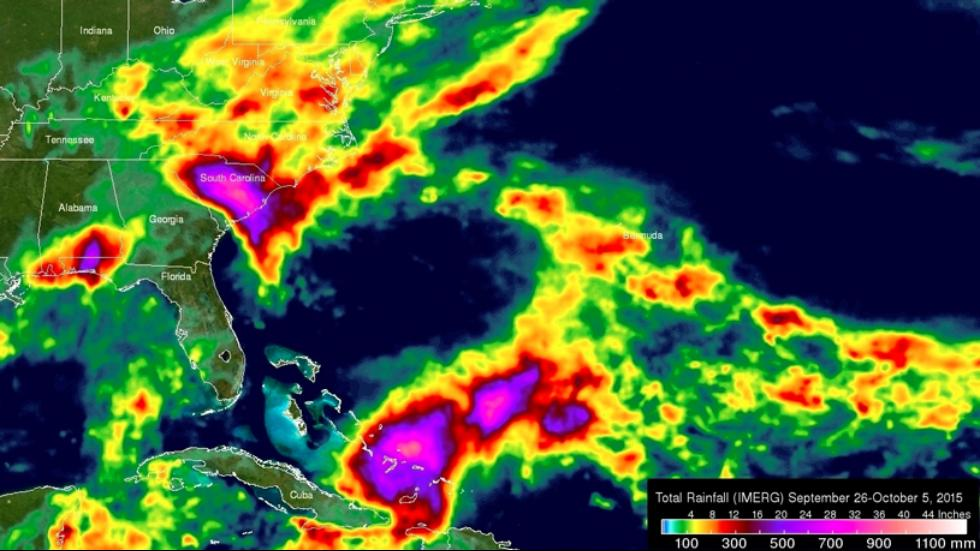 Pennsylvania
Indiana
Ohio
West Virginia
Virginia
Kentucky
Tennessee
North Carolina
South Carolina
Alabama
Georgia
Bermuda
Florida
Cuba
Total Rainfall (IMERG) September 26-October 5, 2015
4 8 12 16 20 24 28 32 36 40 44 Inches
100 300 500 700 900 1100 mm